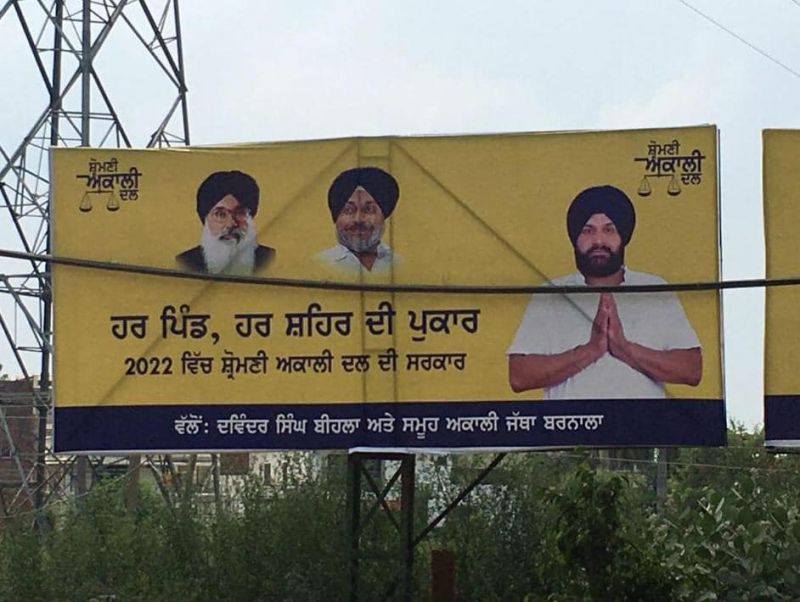 ਸ਼੍ਰੋਮਣੀ
ਅਕਾਲੀ
ਦਲ
ਸ਼੍ਰੋਮਣੀ
ਅਕਾਲੀ
ਦਲ
ਹਰ ਪਿੰਡ, ਹਰ ਸ਼ਹਿਰ ਦੀ ਪੁਕਾਰ
2022 ਵਿੱਚ ਸ਼੍ਰੋਮਣੀ ਅਕਾਲੀ ਦਲ ਦੀ ਸਰਕਾਰ
ਵੱਲੋਂ: ਦਵਿੰਦਰ ਸਿੰਘ ਬੀਹਲਾ ਅਤੇ ਸਮੂਹ ਅਕਾਲੀ ਜੱਥਾ ਬਰਨਾਲਾ